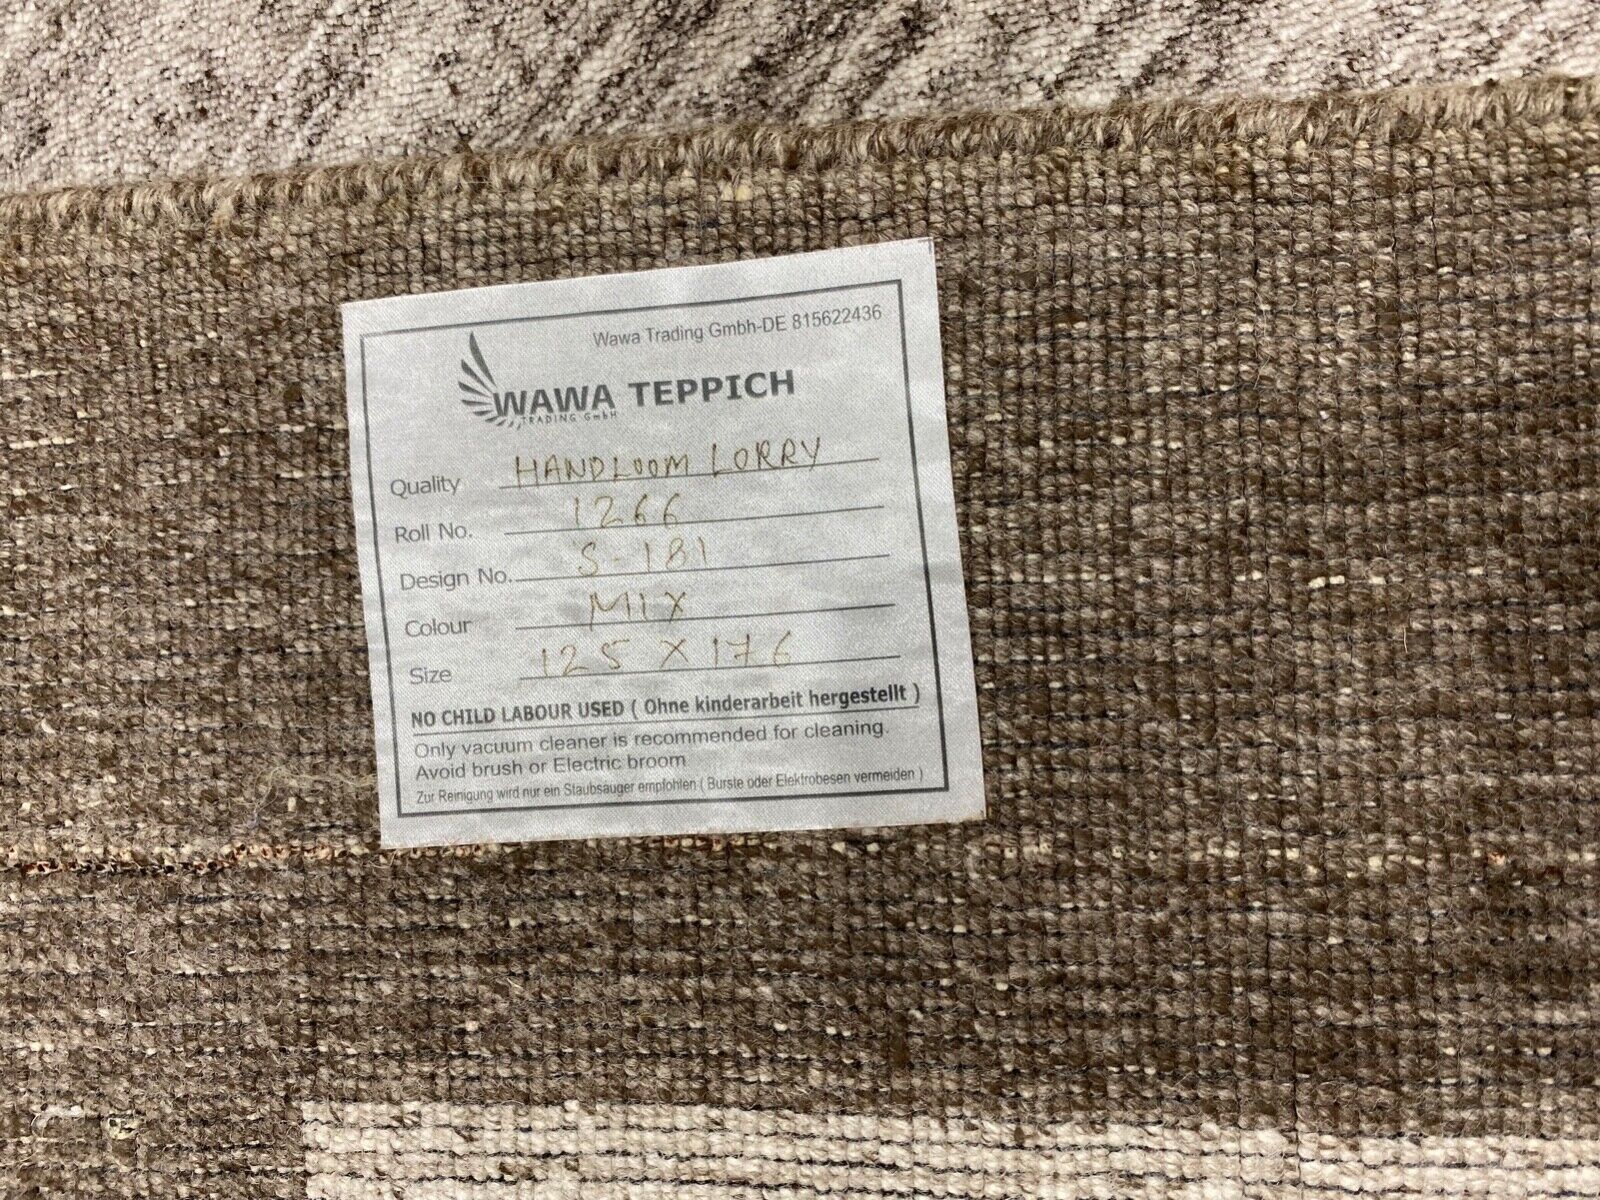 Wawa Trading Gmbh-DE 815622436
WAWA TEPPICH
TRADING GmbH
Quality HANDLOOM LORRY
Roll No. 1266
Design No. S-181
Colour MIX
Size 125 X 176
NO CHILD LABOUR USED ( Ohne kinderarbeit hergestellt )
Only vacuum cleaner is recommended for cleaning.
Avoid brush or Electric broom
Zur Reinigung wird nur ein Staubsauger empfohlen ( Burste oder Elektrobesen vermeiden )